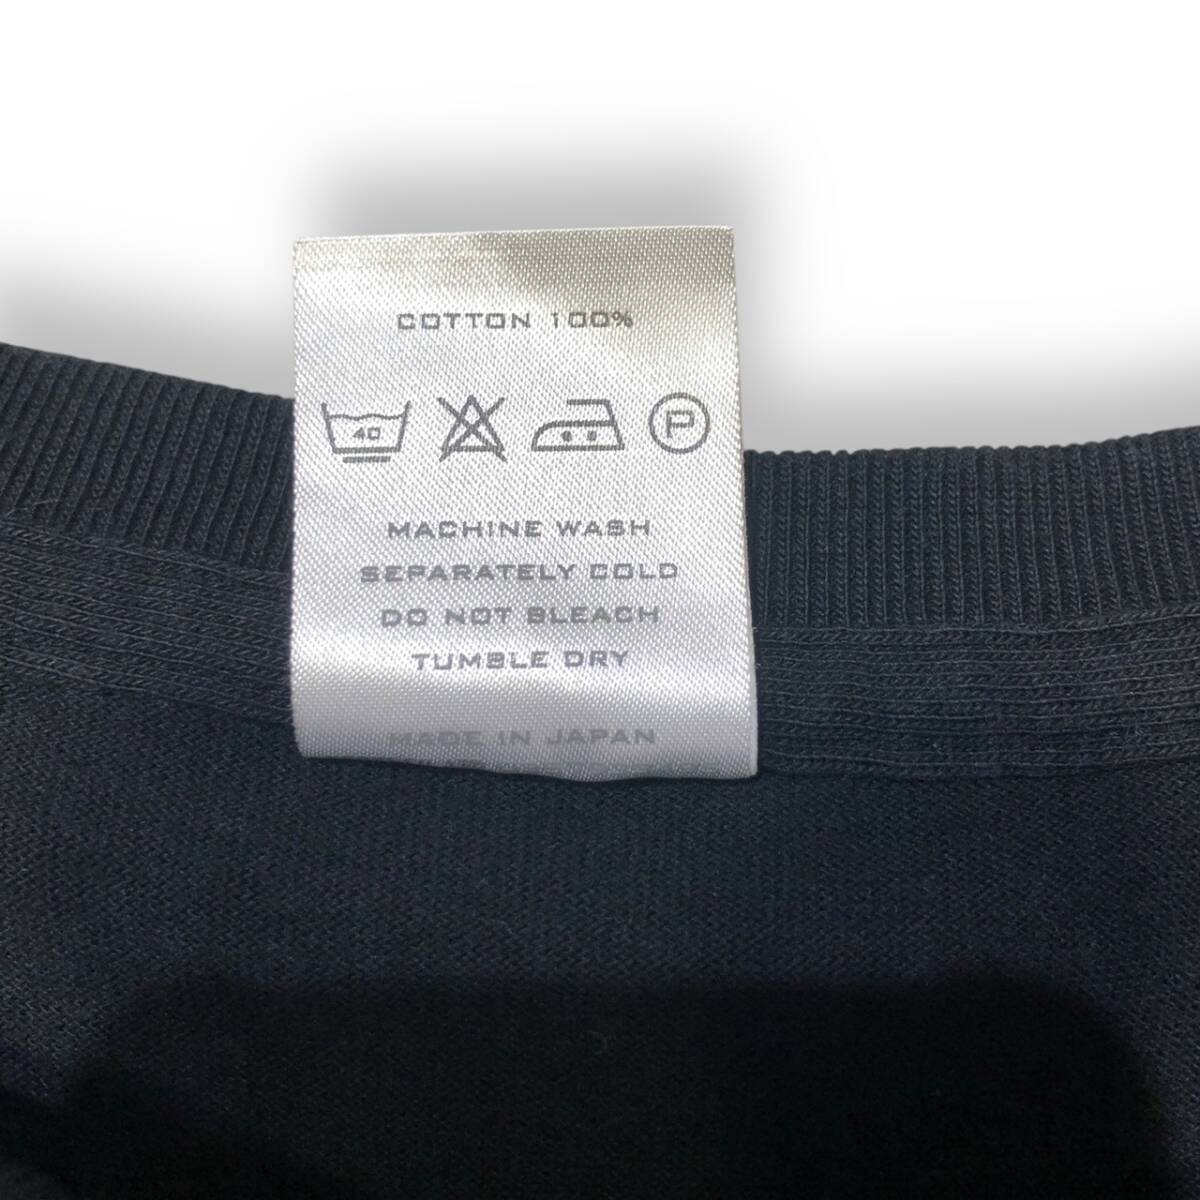 COTTON 100%
40 P
MACHINE WASH
SEPARATELY COLD
DO NOT BLEACH
TUMBLE DRY
MADE IN JAPAN